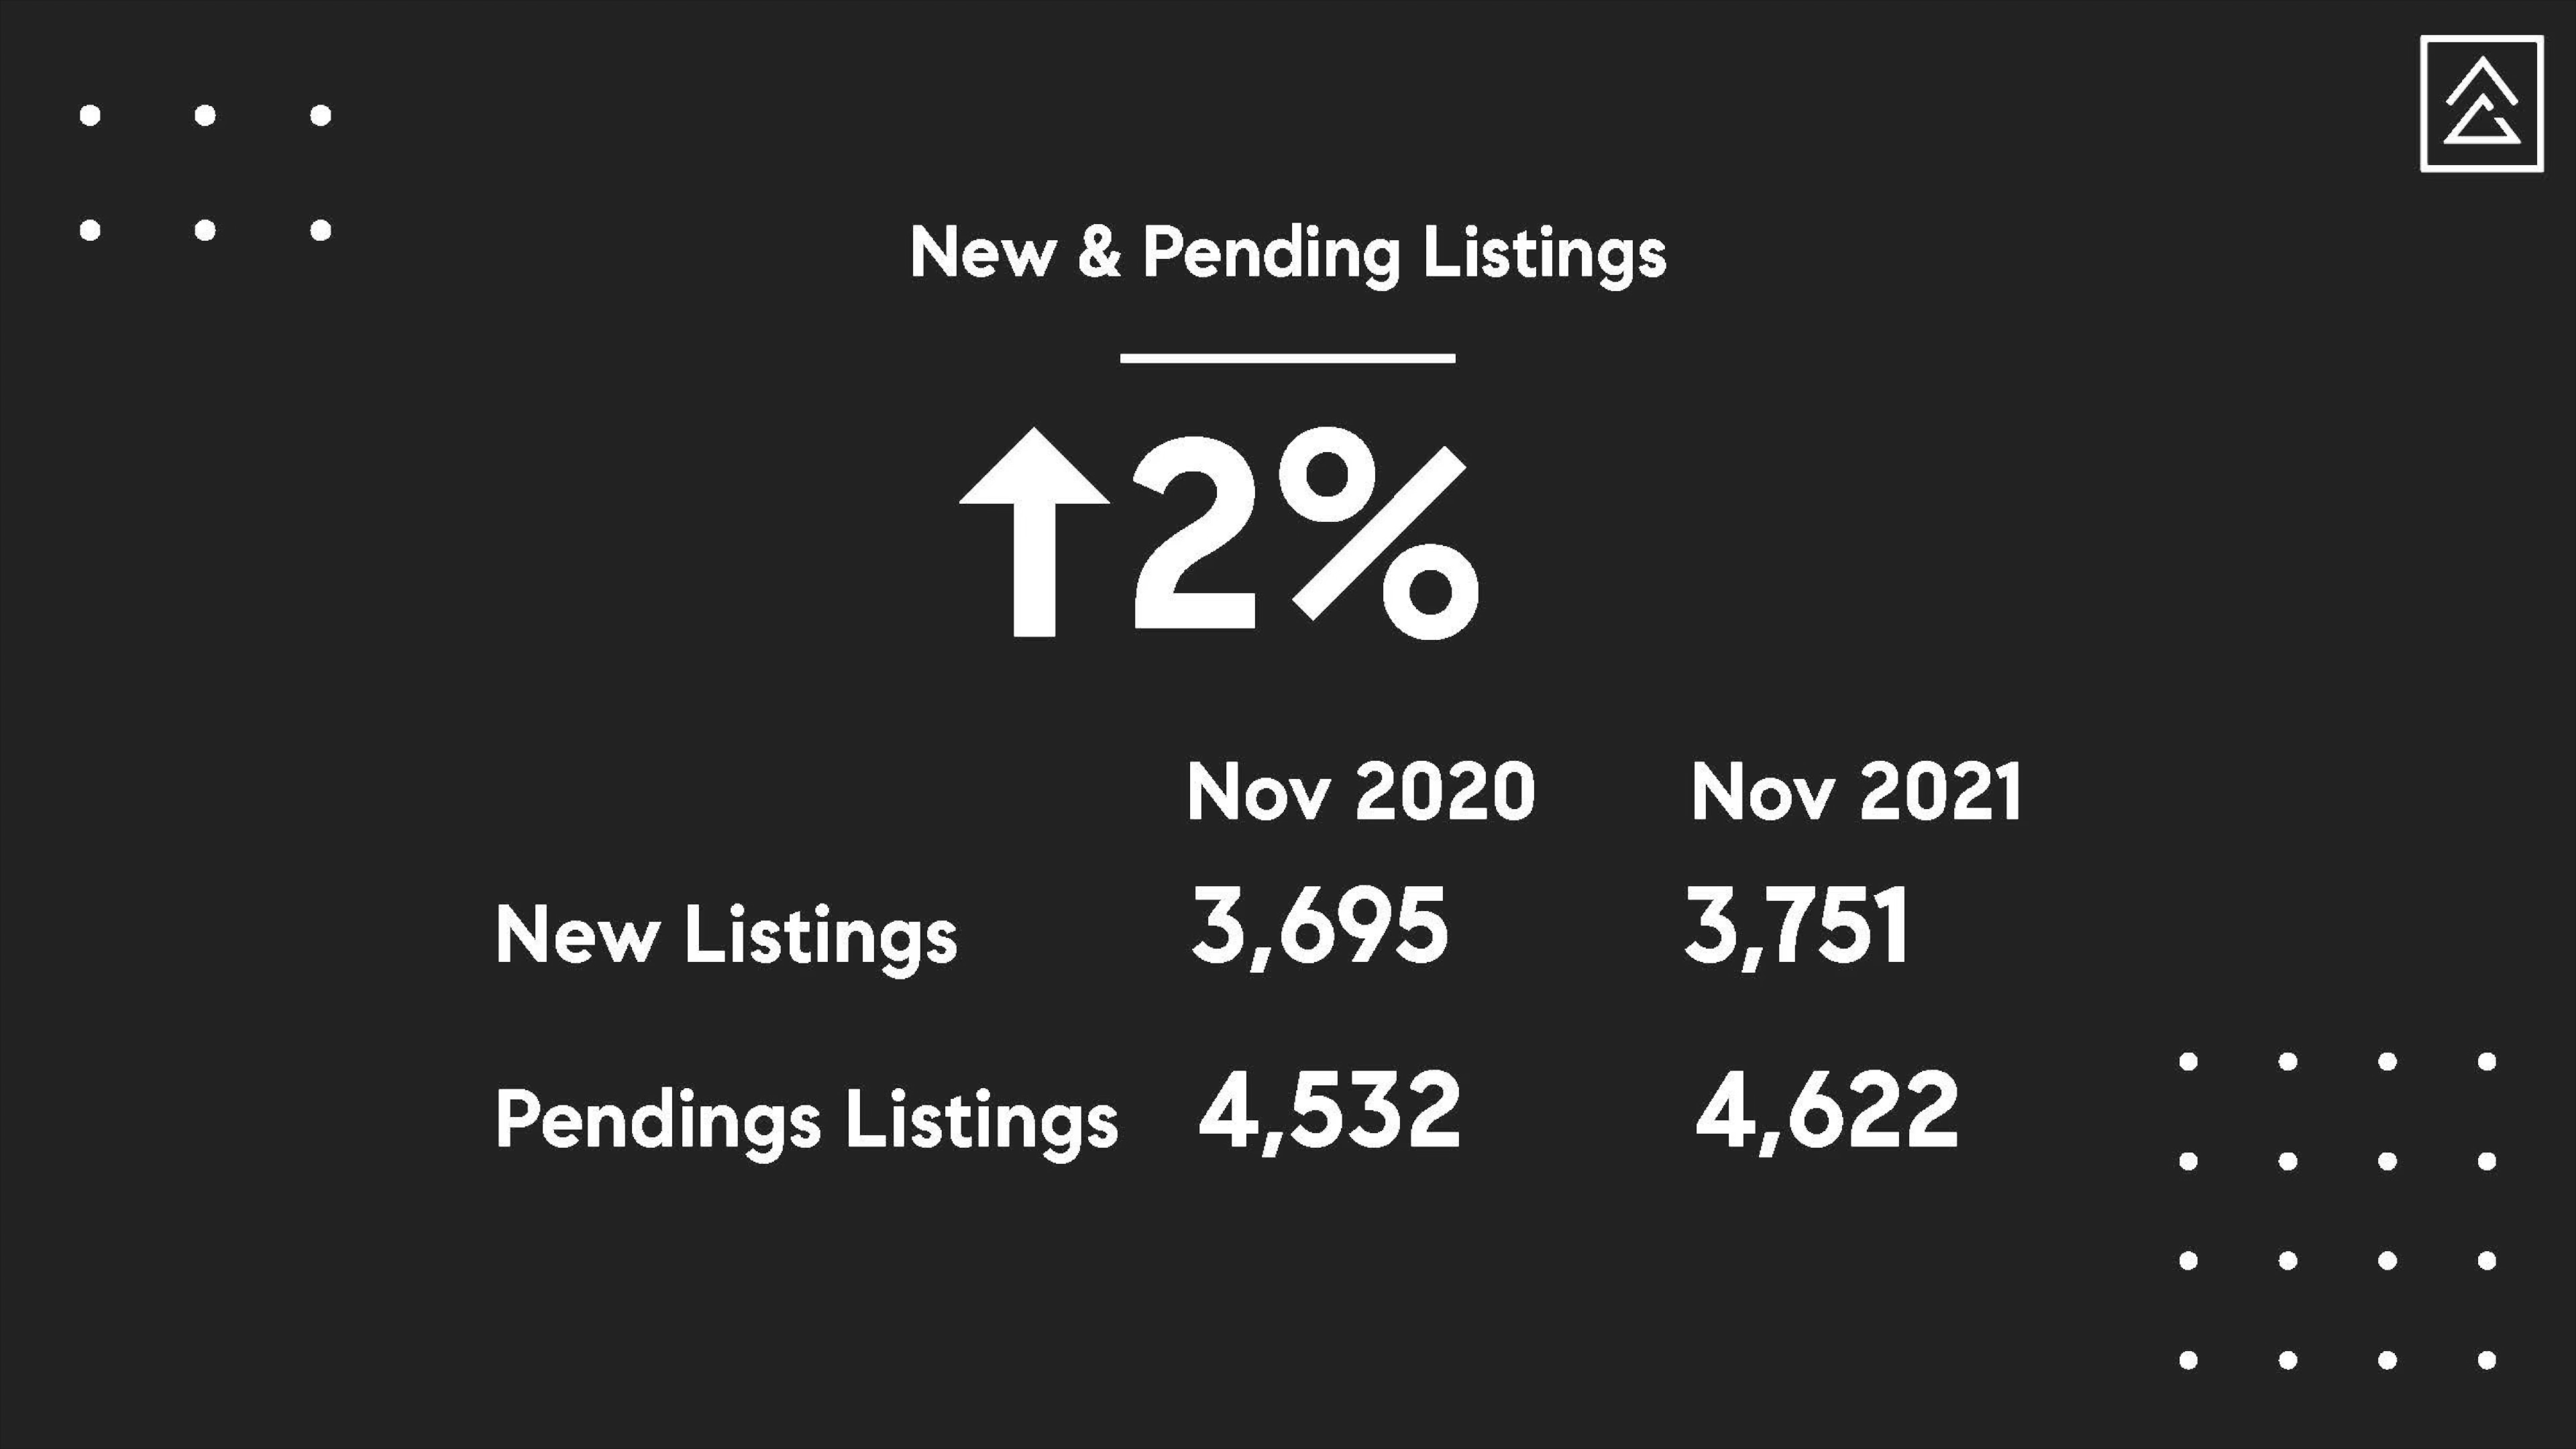 New & Pending Listings
↑2%
Nov 2020 Nov 2021
New Listings 3,695 3,751
Pendings Listings 4,532 4,622